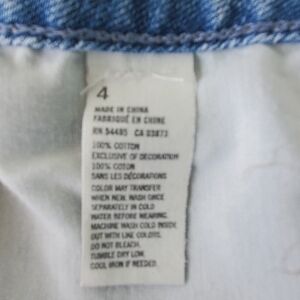 4
MADE IN CHINA
FABRIQUÉ EN CHINE
RN 54485 CA 03873
100% COTTON
EXCLUSIVE OF DECORATION
100% COTON
SANS LES DÉCORATIONS
COLOR MAY TRANSFER
WHEN NEW. WASH ONCE
SEPARATELY IN COLD
WATER BEFORE WEARING.
MACHINE WASH COLD INSIDE
OUT WITH LIKE COLORS.
DO NOT BLEACH.
TUMBLE DRY LOW.
COOL IRON IF NEEDED.